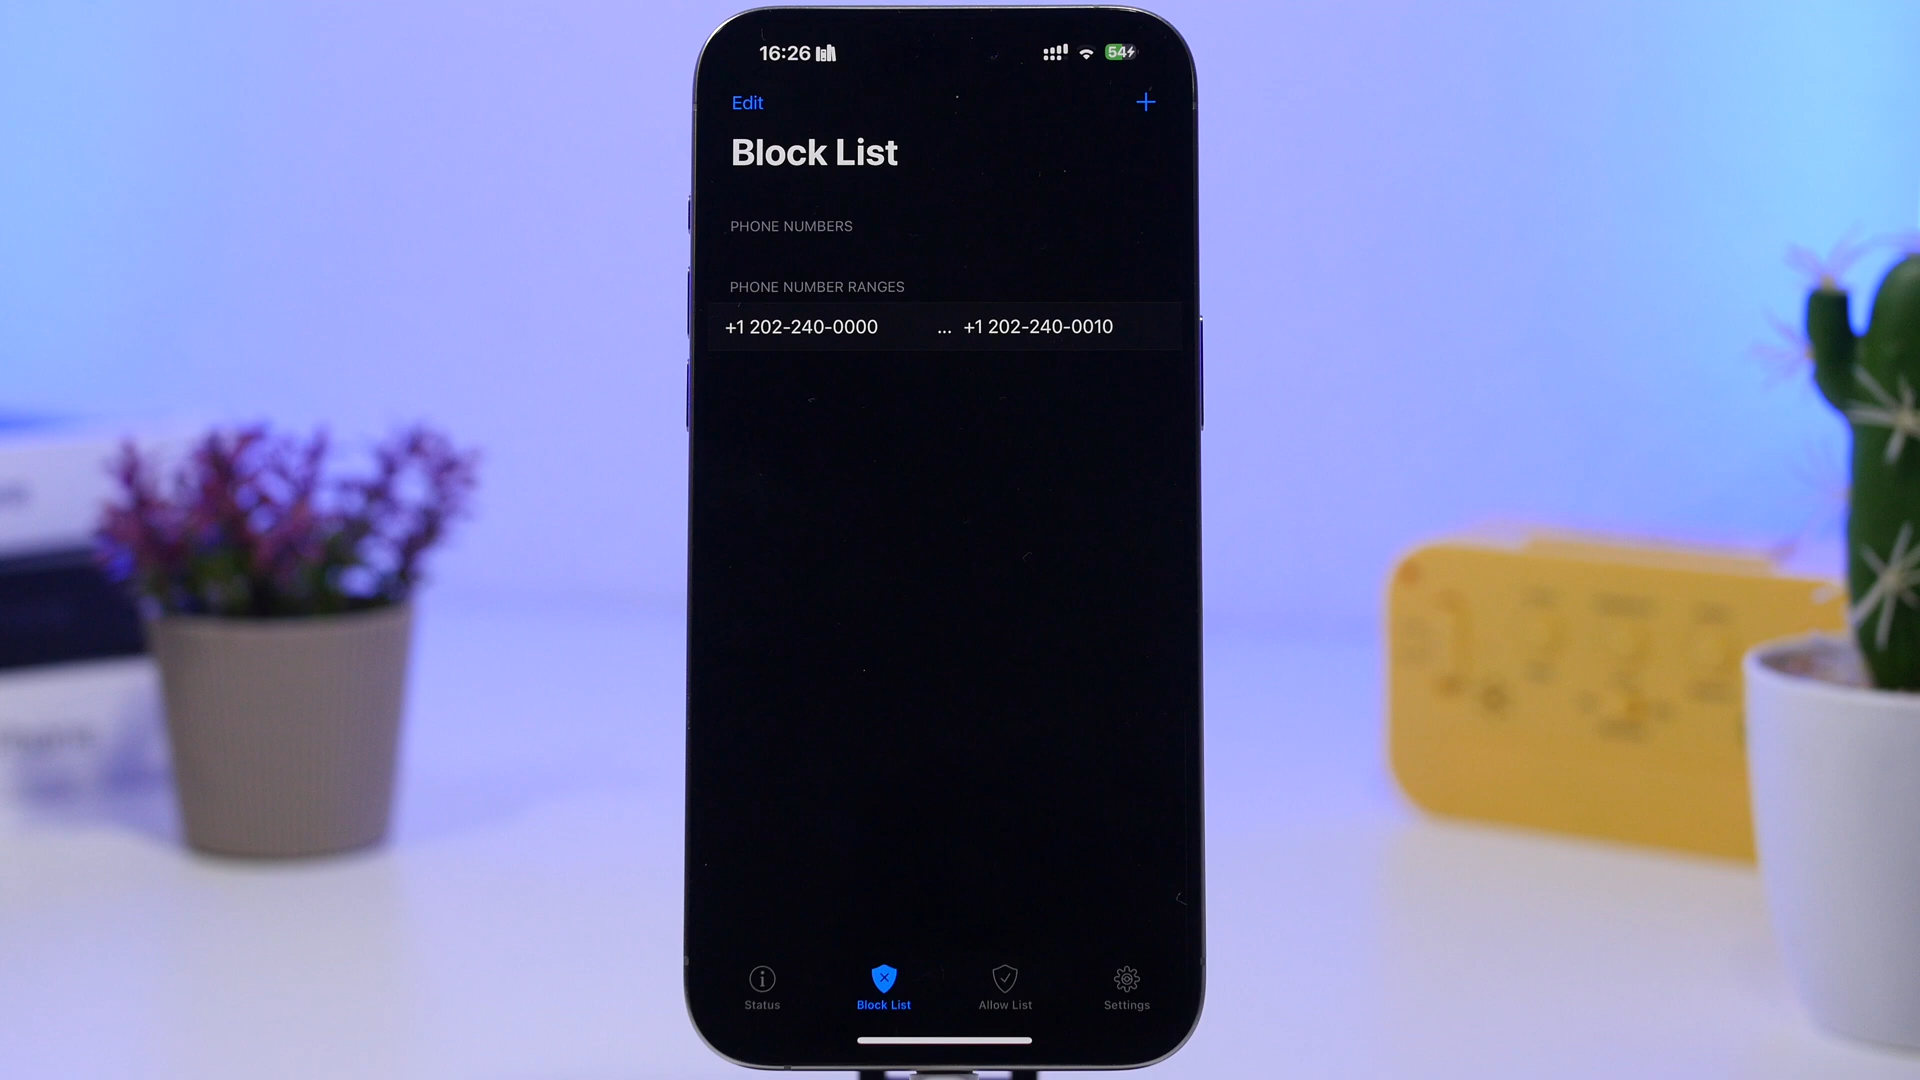 16:26
54
Edit
+
Block List
PHONE NUMBERS
PHONE NUMBER RANGES
+1 202-240-0000 ... +1 202-240-0010
Status
Block List
Allow List
Settings